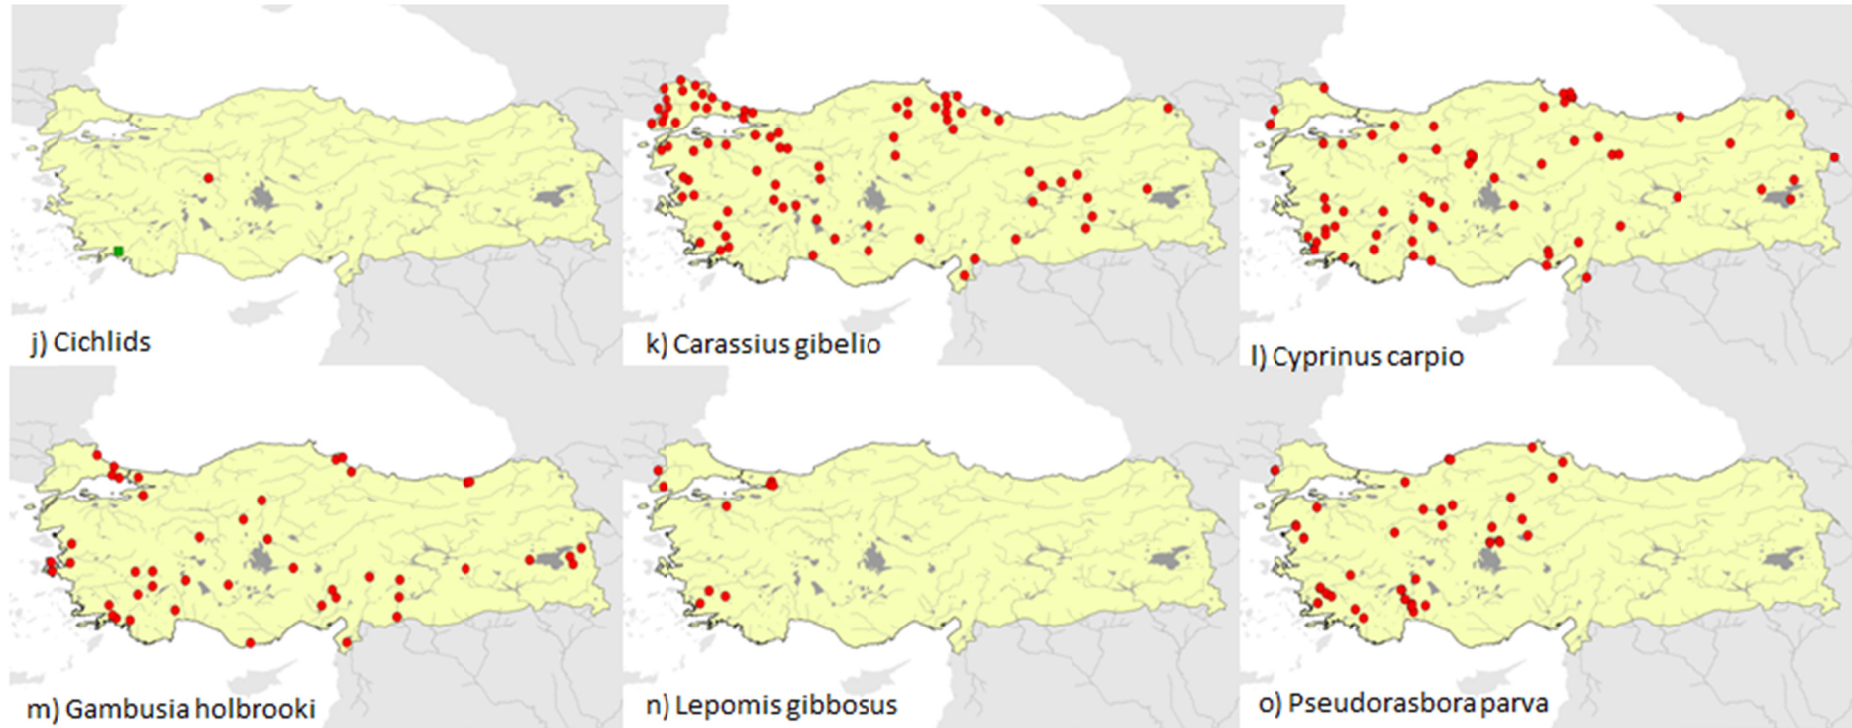 j) Cichlids
k) Carassius gibelio
l) Cyprinus carpio
m) Gambusia holbrooki
n) Lepomis gibbosus
o) Pseudorasbora parva